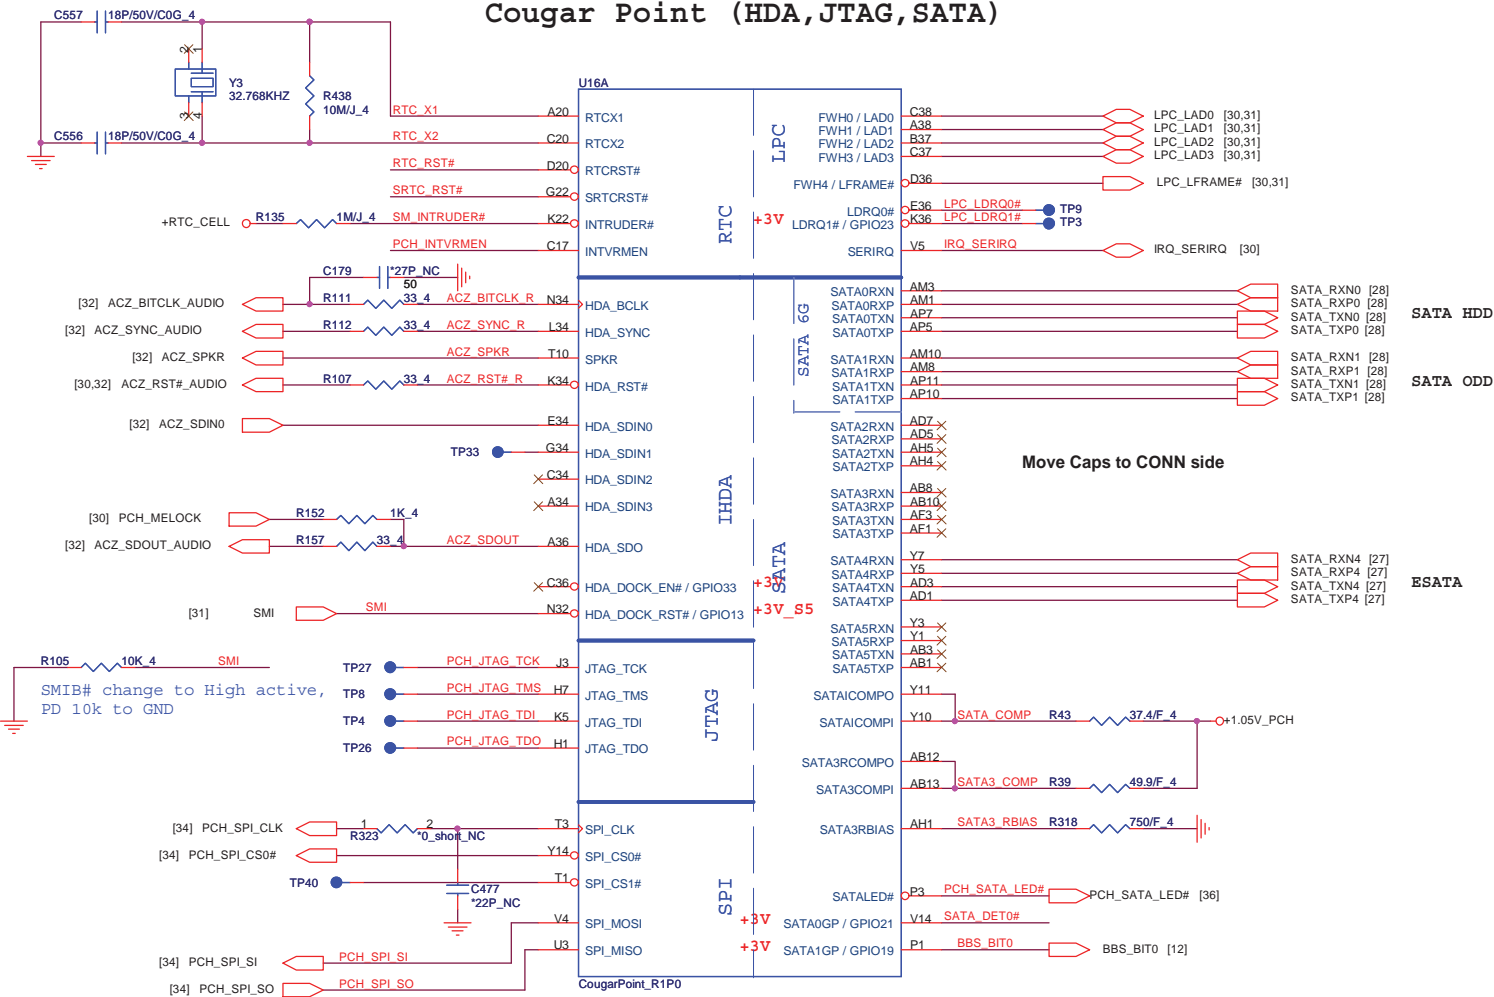 Cougar Point (HDA,JTAG,SATA)
C557 18P/50V/C0G_4
2 1
Y3
32.768KHZ
R438
10M/J_4
3 4
C556 18P/50V/C0G_4
U16A
RTC_X1 A20 RTCX1
RTC_X2 C20 RTCX2
RTC_RST# D20 RTCRST#
SRTC_RST# G22 SRTCRST#
+RTC_CELL R135 1M/J_4 SM_INTRUDER# K22 INTRUDER#
PCH_INTVRMEN C17 INTVRMEN
RTC
LPC
+3V
FWH0 / LAD0 C38 LPC_LAD0 [30,31]
FWH1 / LAD1 A38 LPC_LAD1 [30,31]
FWH2 / LAD2 B37 LPC_LAD2 [30,31]
FWH3 / LAD3 C37 LPC_LAD3 [30,31]
FWH4 / LFRAME# D36 LPC_LFRAME# [30,31]
LDRQ0# E36 LPC_LDRQ0# TP9
LDRQ1# / GPIO23 K36 LPC_LDRQ1# TP3
SERIRQ V5 IRQ_SERIRQ IRQ_SERIRQ [30]
C179 *27P_NC
50
[32] ACZ_BITCLK_AUDIO R111 33_4 ACZ_BITCLK_R N34 HDA_BCLK
[32] ACZ_SYNC_AUDIO R112 33_4 ACZ_SYNC_R L34 HDA_SYNC
[32] ACZ_SPKR ACZ_SPKR T10 SPKR
[30,32] ACZ_RST#_AUDIO R107 33_4 ACZ_RST#_R K34 HDA_RST#
[32] ACZ_SDIN0 E34 HDA_SDIN0
TP33 G34 HDA_SDIN1
C34 HDA_SDIN2
A34 HDA_SDIN3
[30] PCH_MELOCK R152 1K_4
[32] ACZ_SDOUT_AUDIO R157 33_4 ACZ_SDOUT A36 HDA_SDO
C36 HDA_DOCK_EN# / GPIO33 +3V
[31] SMI SMI N32 HDA_DOCK_RST# / GPIO13 +3V_S5
IHDA
SATA
SATA 6G
SATA0RXN AM3 SATA_RXN0 [28]
SATA0RXP AM1 SATA_RXP0 [28]
SATA0TXN AP7 SATA_TXN0 [28]
SATA0TXP AP5 SATA_TXP0 [28]
SATA HDD
SATA1RXN AM10 SATA_RXN1 [28]
SATA1RXP AM8 SATA_RXP1 [28]
SATA1TXN AP11 SATA_TXN1 [28]
SATA1TXP AP10 SATA_TXP1 [28]
SATA ODD
SATA2RXN AD7
SATA2RXP AD5
SATA2TXN AH5
SATA2TXP AH4
Move Caps to CONN side
SATA3RXN AB8
SATA3RXP AB10
SATA3TXN AF3
SATA3TXP AF1
SATA4RXN Y7 SATA_RXN4 [27]
SATA4RXP Y5 SATA_RXP4 [27]
SATA4TXN AD3 SATA_TXN4 [27]
SATA4TXP AD1 SATA_TXP4 [27]
ESATA
SATA5RXN Y3
SATA5RXP Y1
SATA5TXN AB3
SATA5TXP AB1
R105 10K_4 SMI
SMIB# change to High active,
PD 10k to GND
TP27 PCH_JTAG_TCK J3 JTAG_TCK
TP8 PCH_JTAG_TMS H7 JTAG_TMS
TP4 PCH_JTAG_TDI K5 JTAG_TDI
TP26 PCH_JTAG_TDO H1 JTAG_TDO
JTAG
SATAICOMPO Y11
SATAICOMPI Y10 SATA_COMP R43 37.4/F_4 +1.05V_PCH
SATA3RCOMPO AB12
SATA3COMPI AB13 SATA3_COMP R39 49.9/F_4
SATA3RBIAS AH1 SATA3_RBIAS R318 750/F_4
[34] PCH_SPI_CLK 1 R323 2 *0_short_NC T3 SPI_CLK
[34] PCH_SPI_CS0# Y14 SPI_CS0#
TP40 T1 SPI_CS1#
C477
*22P_NC
V4 SPI_MOSI
U3 SPI_MISO
[34] PCH_SPI_SI PCH_SPI_SI
[34] PCH_SPI_SO PCH_SPI_SO
SPI
SATALED# P3 PCH_SATA_LED# PCH_SATA_LED# [36]
+3V SATA0GP / GPIO21 V14 SATA_DET0#
+3V SATA1GP / GPIO19 P1 BBS_BIT0 BBS_BIT0 [12]
CougarPoint_R1P0